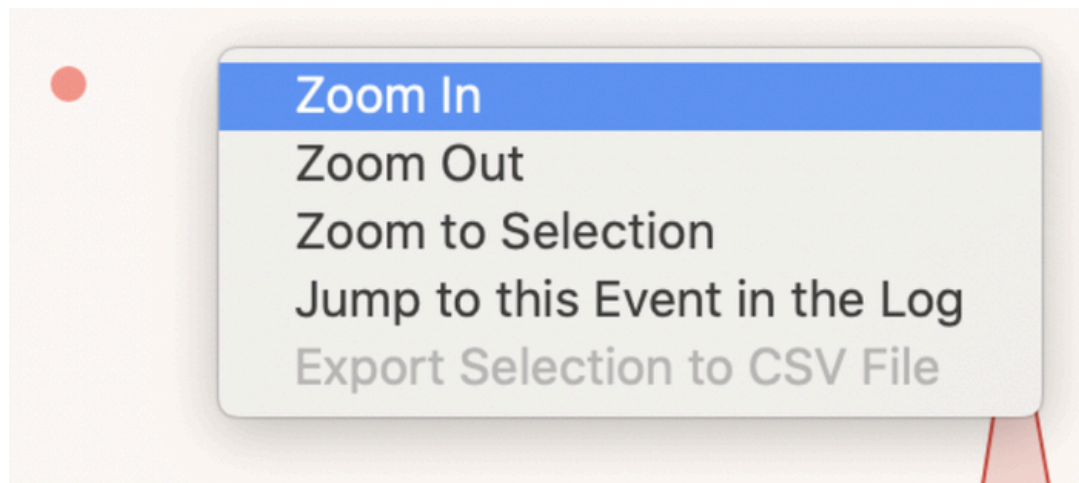 Zoom In
Zoom Out
Zoom to Selection
Jump to this Event in the Log
Export Selection to CSV File